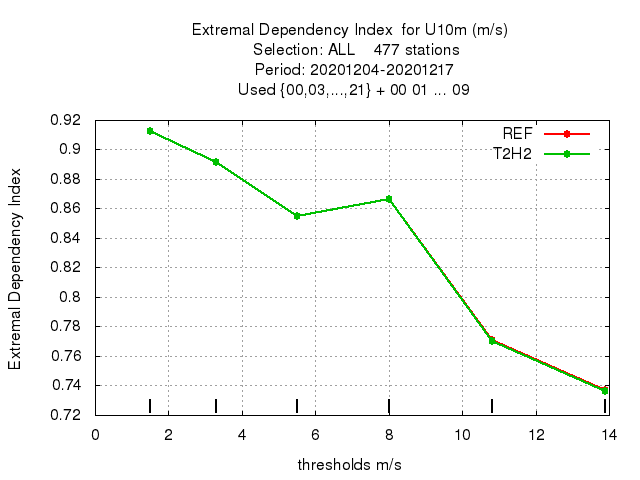 Extremal Dependency Index  for U10m (m/s)
Selection: ALL    477 stations
Period: 20201204-20201217
Used {00,03,...,21} + 00 01 ... 09
REF
T2H2
0.92
0.9
0.88
0.86
0.84
0.82
0.8
0.78
0.76
0.74
0.72
Extremal Dependency Index
0 2 4 6 8 10 12 14
thresholds m/s